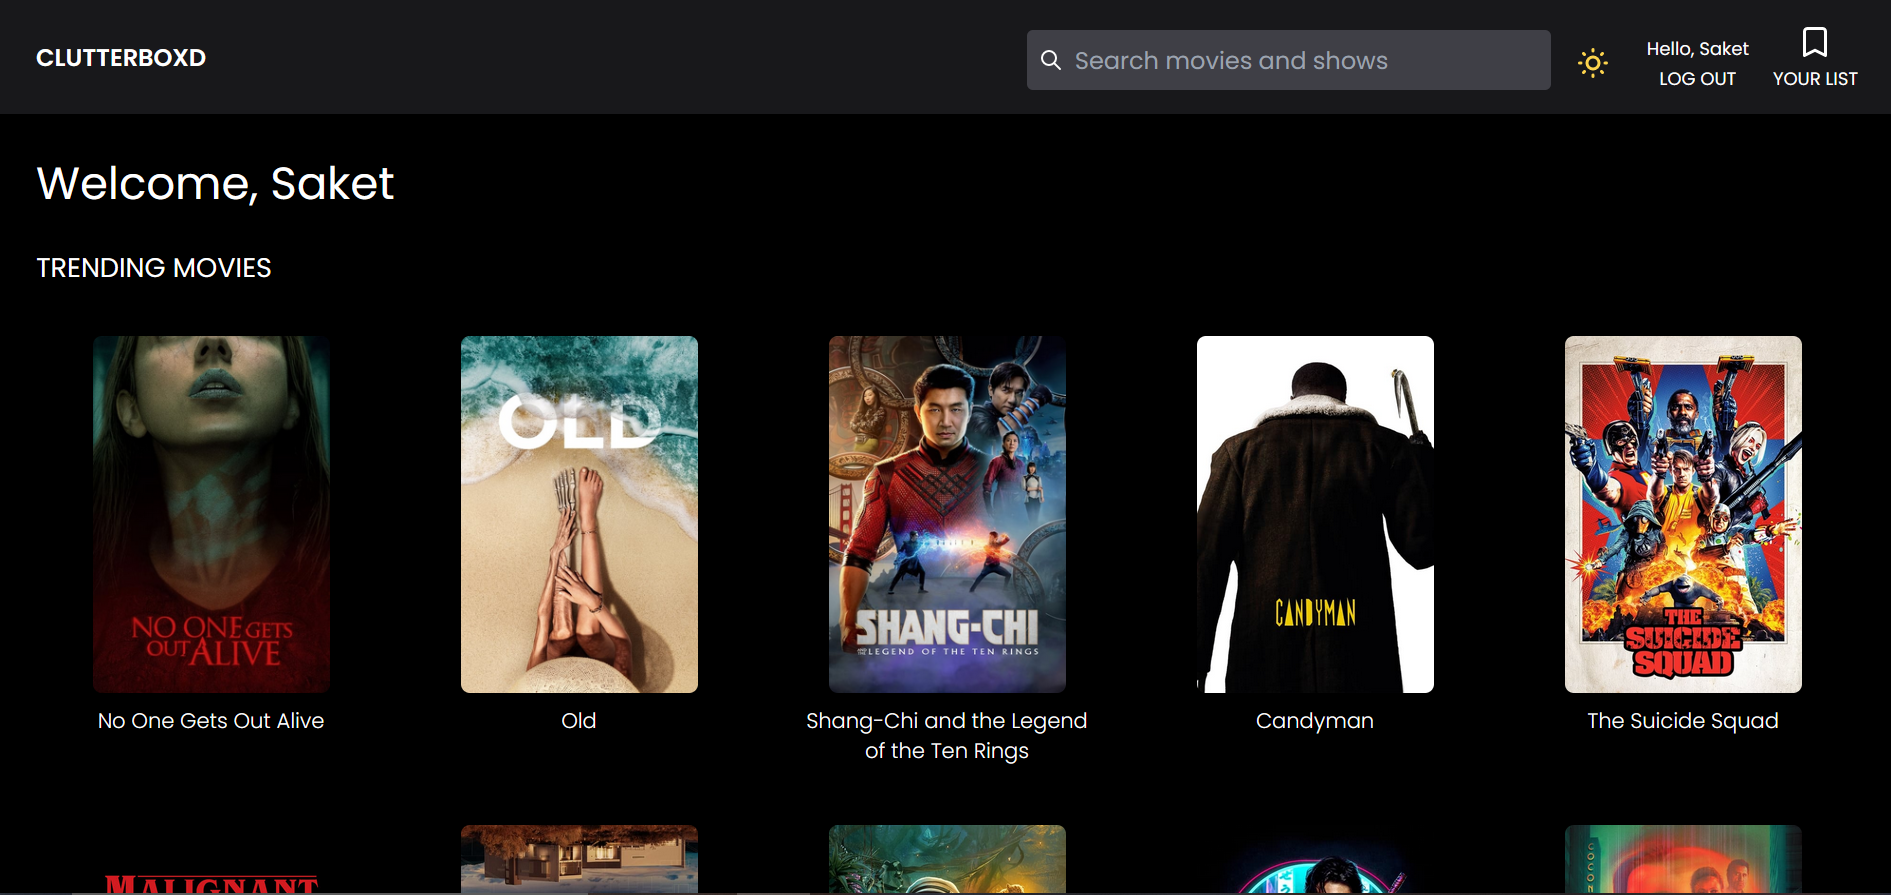 CLUTTERBOXD
Search movies and shows
Hello, Saket
LOG OUT
YOUR LIST
Welcome, Saket
TRENDING MOVIES
NO ONE GETS
OUT ALIVE
OLD
SHANG-CHI
AND THE LEGEND OF THE TEN RINGS
CANDYMAN
THE
SUICIDE
SQUAD
No One Gets Out Alive
Old
Shang-Chi and the Legend
of the Ten Rings
Candyman
The Suicide Squad
MALIGNANT